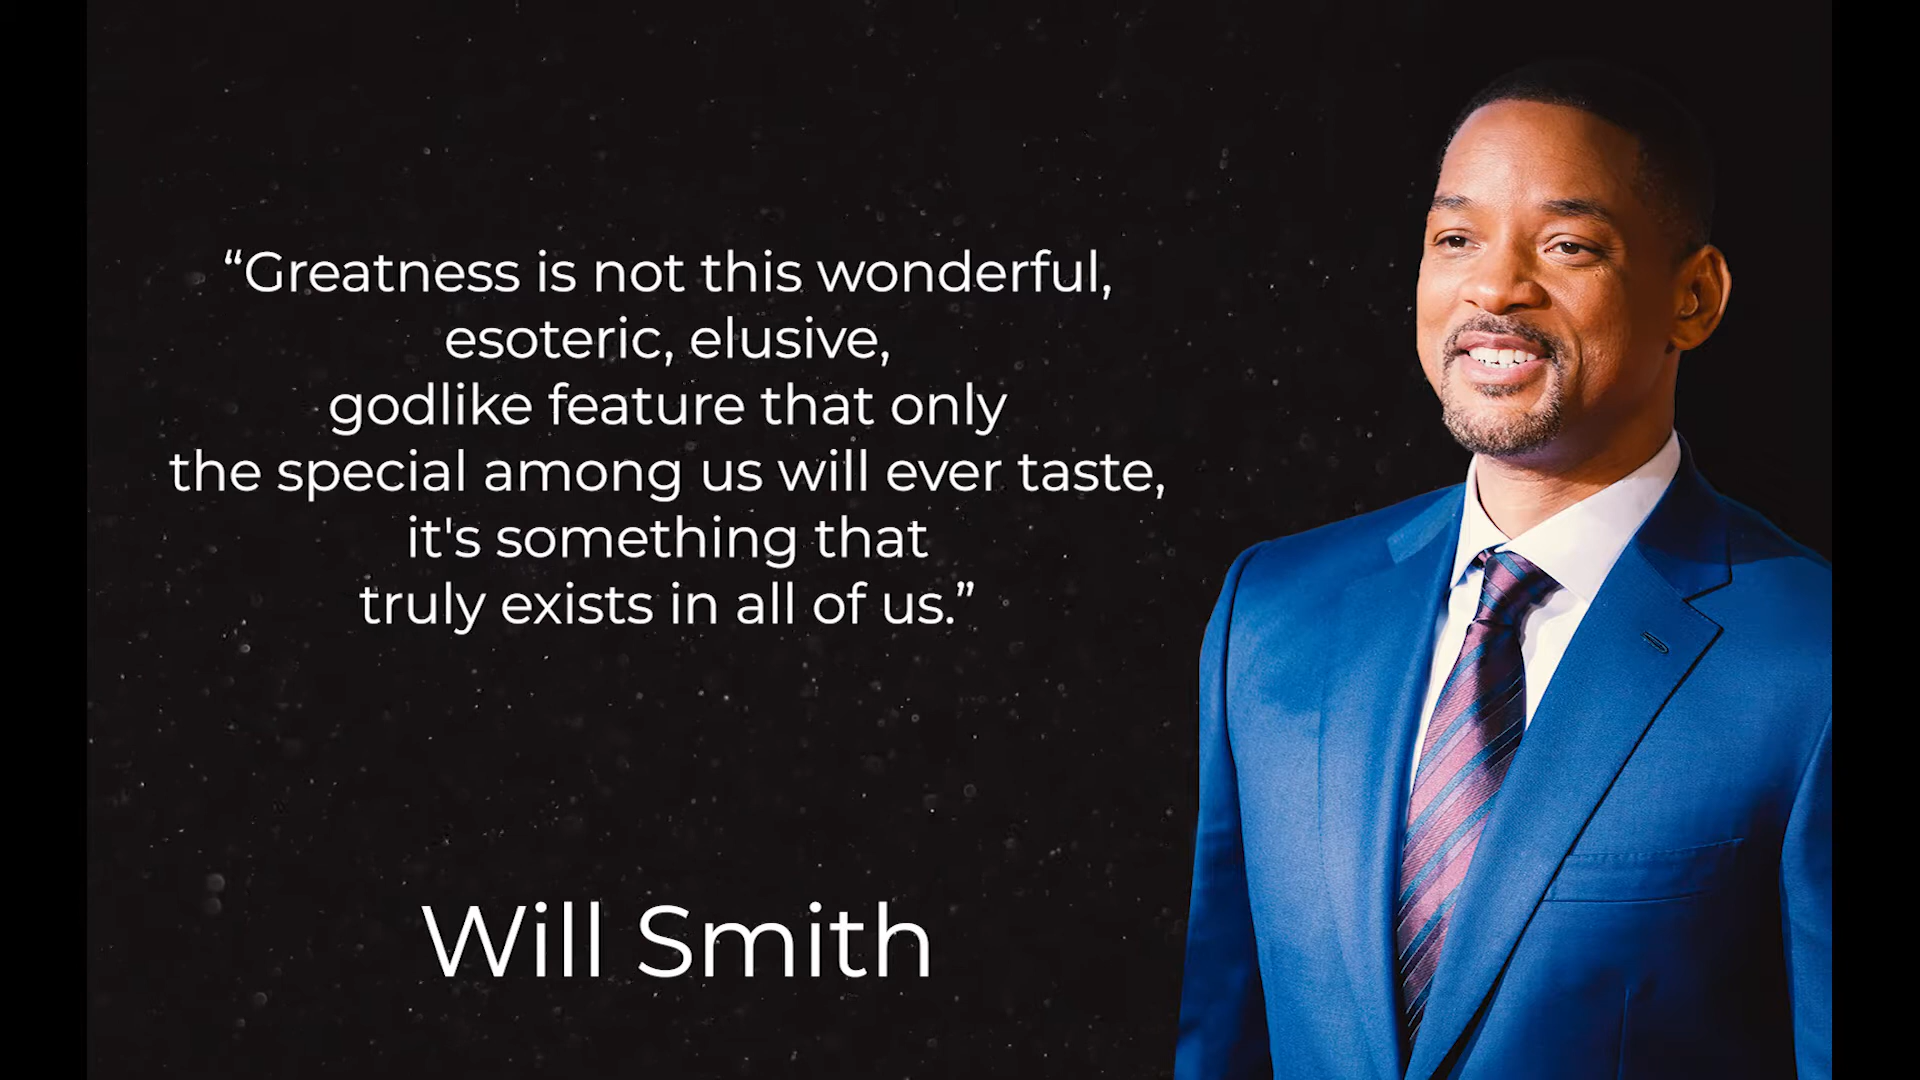 “Greatness is not this wonderful,
esoteric, elusive,
godlike feature that only
the special among us will ever taste,
it's something that
truly exists in all of us.”
Will Smith